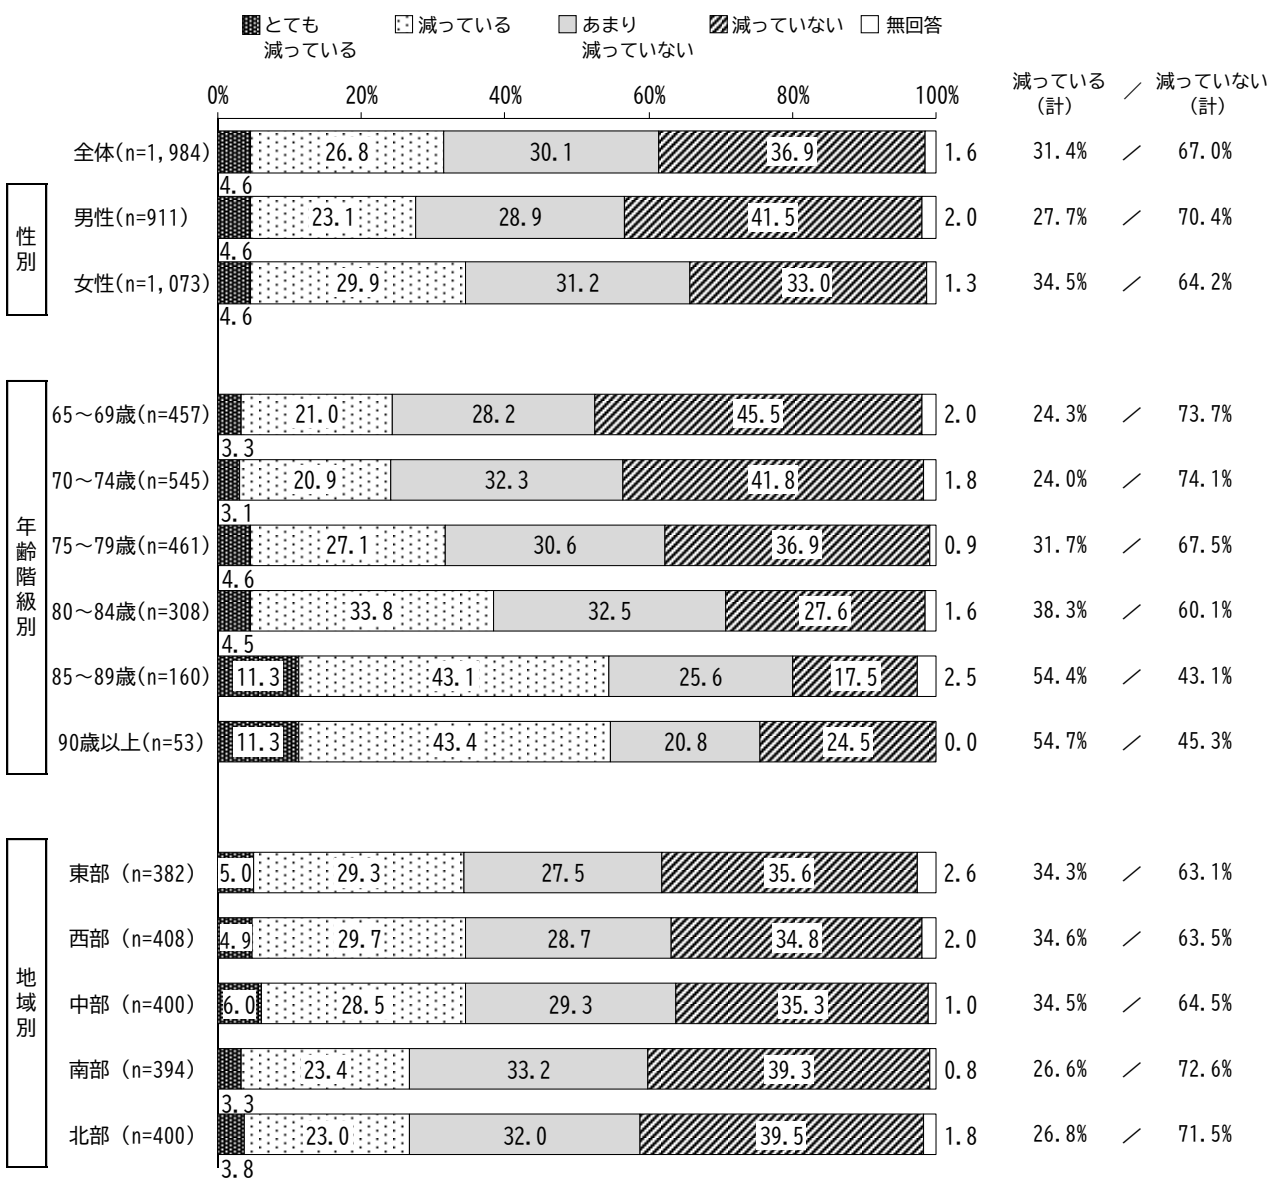 とても 減っている あまり 減っていない 無回答
減っている 減っていない
0% 20% 40% 60% 80% 100% 減っている ／ 減っていない
（計） （計）
全体(n=1,984) 26.8 30.1 36.9 1.6 31.4% ／ 67.0%
4.6
性別
男性(n=911) 23.1 28.9 41.5 2.0 27.7% ／ 70.4%
4.6
女性(n=1,073) 29.9 31.2 33.0 1.3 34.5% ／ 64.2%
4.6
年齢階級別
65～69歳(n=457) 21.0 28.2 45.5 2.0 24.3% ／ 73.7%
3.3
70～74歳(n=545) 20.9 32.3 41.8 1.8 24.0% ／ 74.1%
3.1
75～79歳(n=461) 27.1 30.6 36.9 0.9 31.7% ／ 67.5%
4.6
80～84歳(n=308) 33.8 32.5 27.6 1.6 38.3% ／ 60.1%
4.5
85～89歳(n=160) 11.3 43.1 25.6 17.5 2.5 54.4% ／ 43.1%
90歳以上(n=53) 11.3 43.4 20.8 24.5 0.0 54.7% ／ 45.3%
地域別
東部 (n=382) 5.0 29.3 27.5 35.6 2.6 34.3% ／ 63.1%
西部 (n=408) 4.9 29.7 28.7 34.8 2.0 34.6% ／ 63.5%
中部 (n=400) 6.0 28.5 29.3 35.3 1.0 34.5% ／ 64.5%
南部 (n=394) 23.4 33.2 39.3 0.8 26.6% ／ 72.6%
3.3
北部 (n=400) 23.0 32.0 39.5 1.8 26.8% ／ 71.5%
3.8